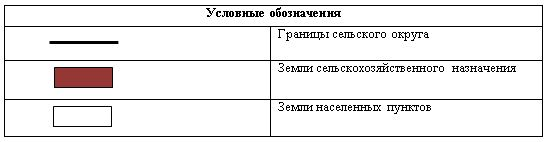 Условные обозначения
Границы сельского округа
Земли сельскохозяйственного назначения
Земли населенных пунктов